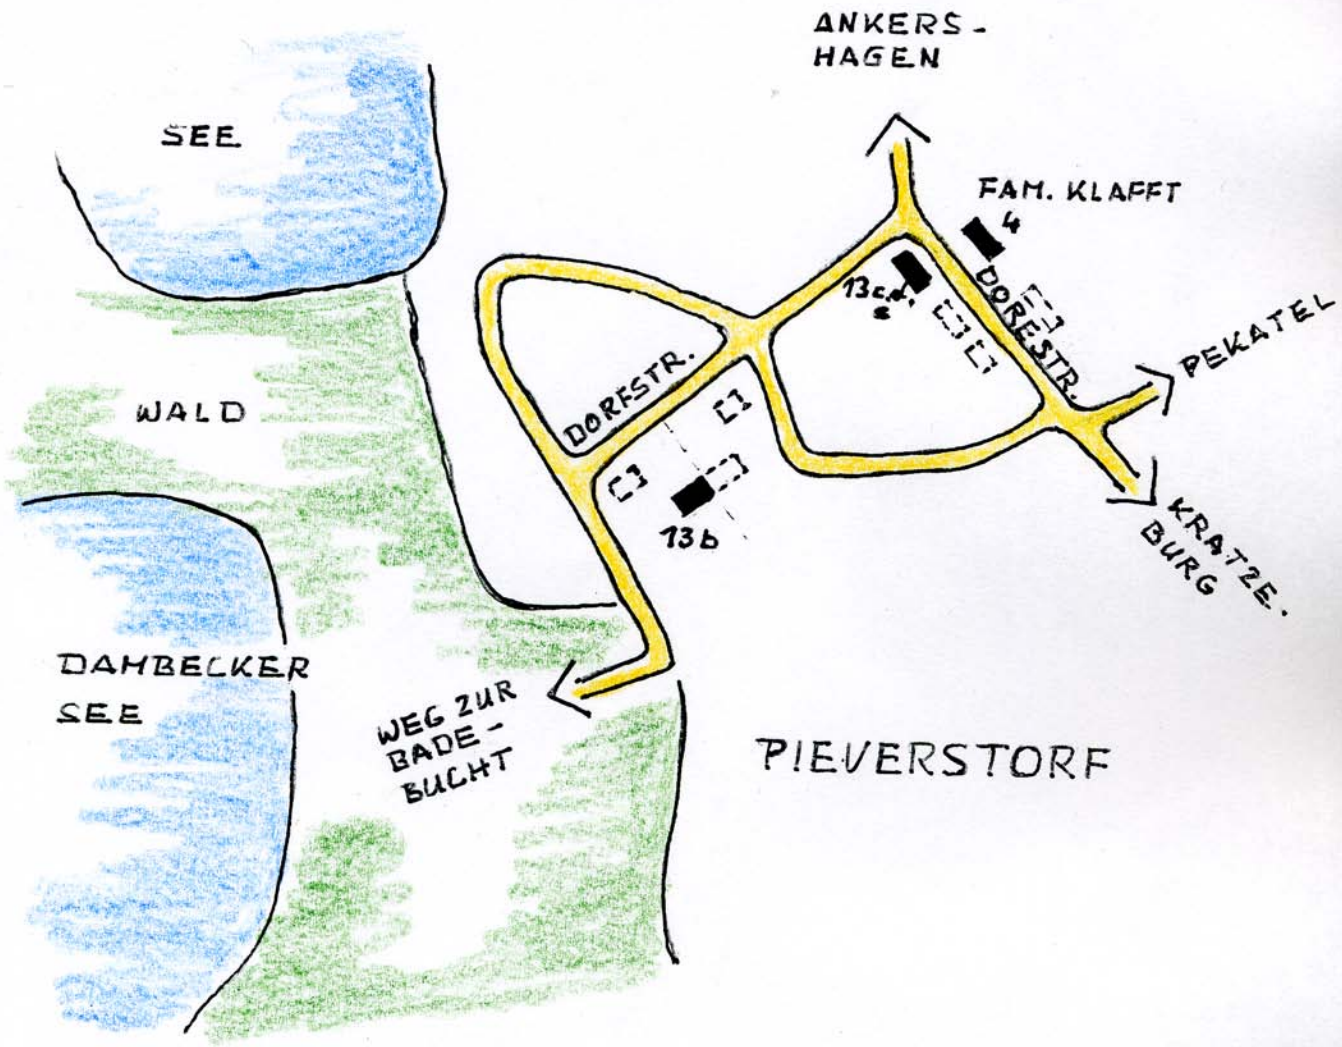 ANKERS-
HAGEN
SEE
FAM. KLAFFT
4
13c.d.
e
DORFSTR.
PEKATEL
DORFSTR.
WALD
13b
KRATZE.
BURG
DAMBECKER
SEE
WEG ZUR
BADE-
BUCHT
PIEVERSTORF